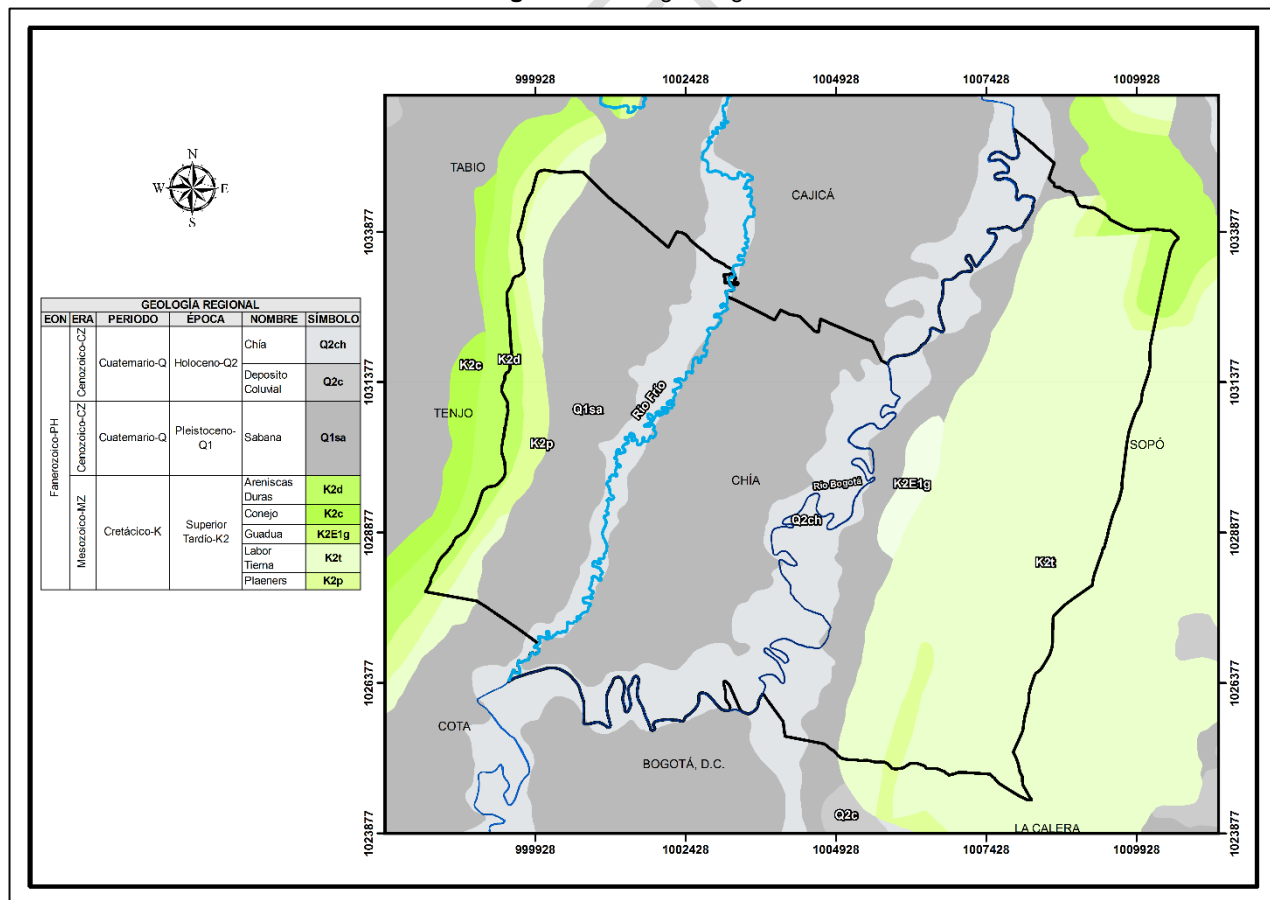 999928 1002428 1004928 1007428 1009928
N
W E
S
TABIO
CAJICÁ
1033877 1033877
GEOLOGÍA REGIONAL
EON ERA PERIODO ÉPOCA NOMBRE SÍMBOLO
Fanerozoico-PH
Cenozoico-CZ
Cuaternario-Q Holoceno-Q2
Chía Q2ch
Deposito
Coluvial Q2c
Cenozoico-CZ
Cuaternario-Q Pleistoceno-
Q1
Sabana Q1sa
Mesozoico-MZ
Cretácico-K Superior
Tardío-K2
Areniscas
Duras K2d
Conejo K2c
Guadua K2E1g
Labor
Tierna K2t
Plaeners K2p
K2c K2d
1031377 1031377
Río Frío
TENJO
Q1sa
K2p
SOPÓ
CHÍA
Río Bogotá
K2E1g
Q2ch
1028877 1028877
K2t
1026377 1026377
COTA
BOGOTÁ, D.C.
Q2c
LA CALERA
1023877 1023877
999928 1002428 1004928 1007428 1009928